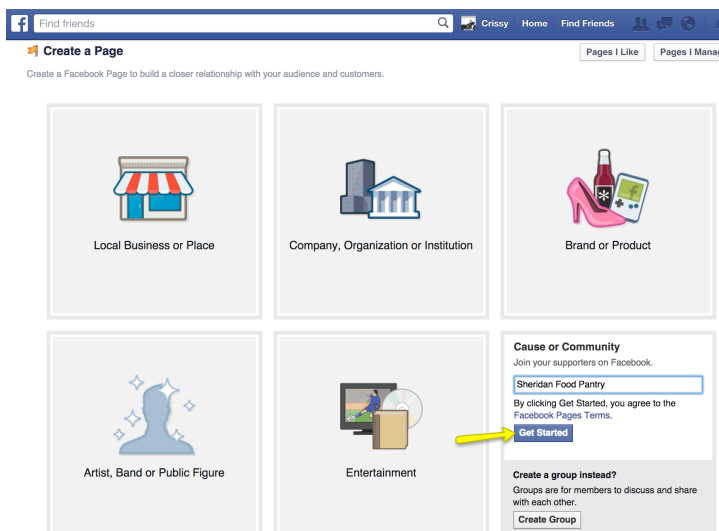 f Find friends Crissy Home Find Friends
Create a Page Pages I Like Pages I Manag
Create a Facebook Page to build a closer relationship with your audience and customers.
Local Business or Place
Company, Organization or Institution
Brand or Product
Artist, Band or Public Figure
Entertainment
Cause or Community
Join your supporters on Facebook.
Sheridan Food Pantry
By clicking Get Started, you agree to the
Facebook Pages Terms.
Get Started
Create a group instead?
Groups are for members to discuss and share
with each other.
Create Group